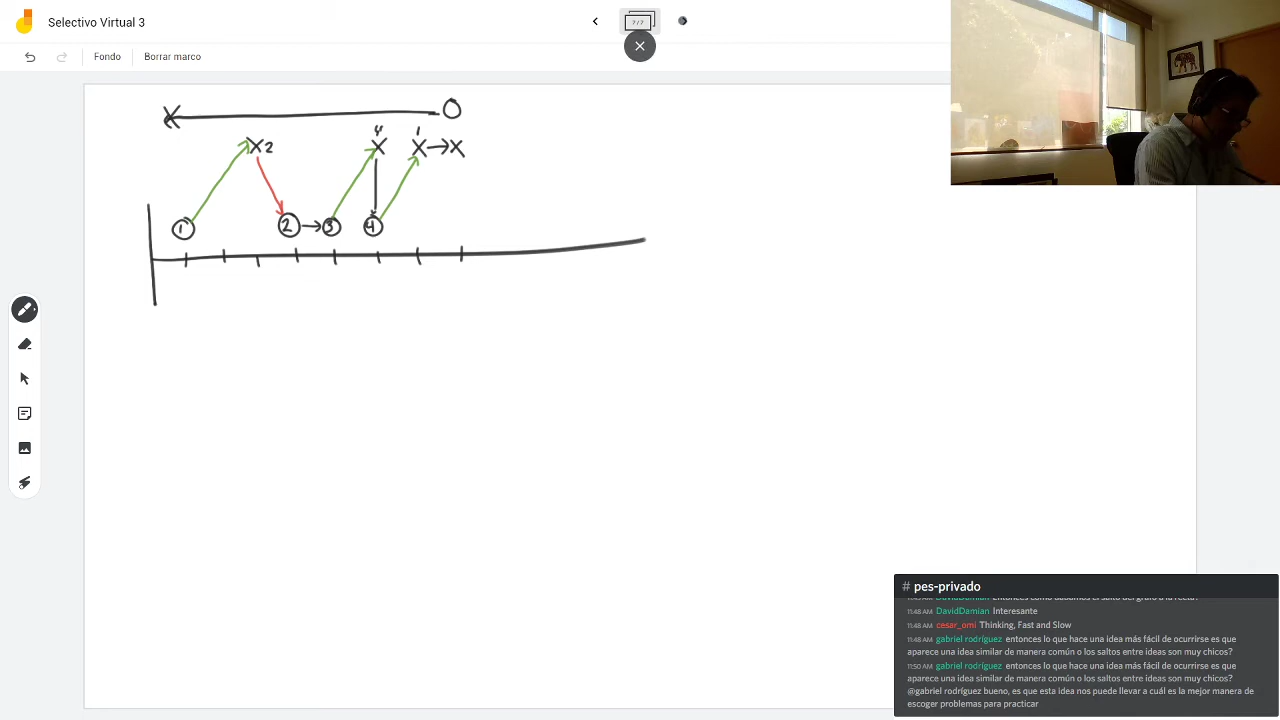 Selectivo Virtual 3
7 / 7
Fondo
Borrar marco
X O
X2 4 X 1 X → X
1 2 → 3 4
# pes-privado
11:48 AM DavidDamian Interesante
11:48 AM cesar_omi Thinking, Fast and Slow
11:48 AM gabriel rodríguez entonces lo que hace una idea más fácil de ocurrirse es que
aparece una idea similar de manera común o los saltos entre ideas son muy chicos?
11:50 AM gabriel rodríguez entonces lo que hace una idea más fácil de ocurrirse es que
aparece una idea similar de manera común o los saltos entre ideas son muy chicos?
@gabriel rodríguez bueno, es que esta idea nos puede llevar a cuál es la mejor manera de
escoger problemas para practicar